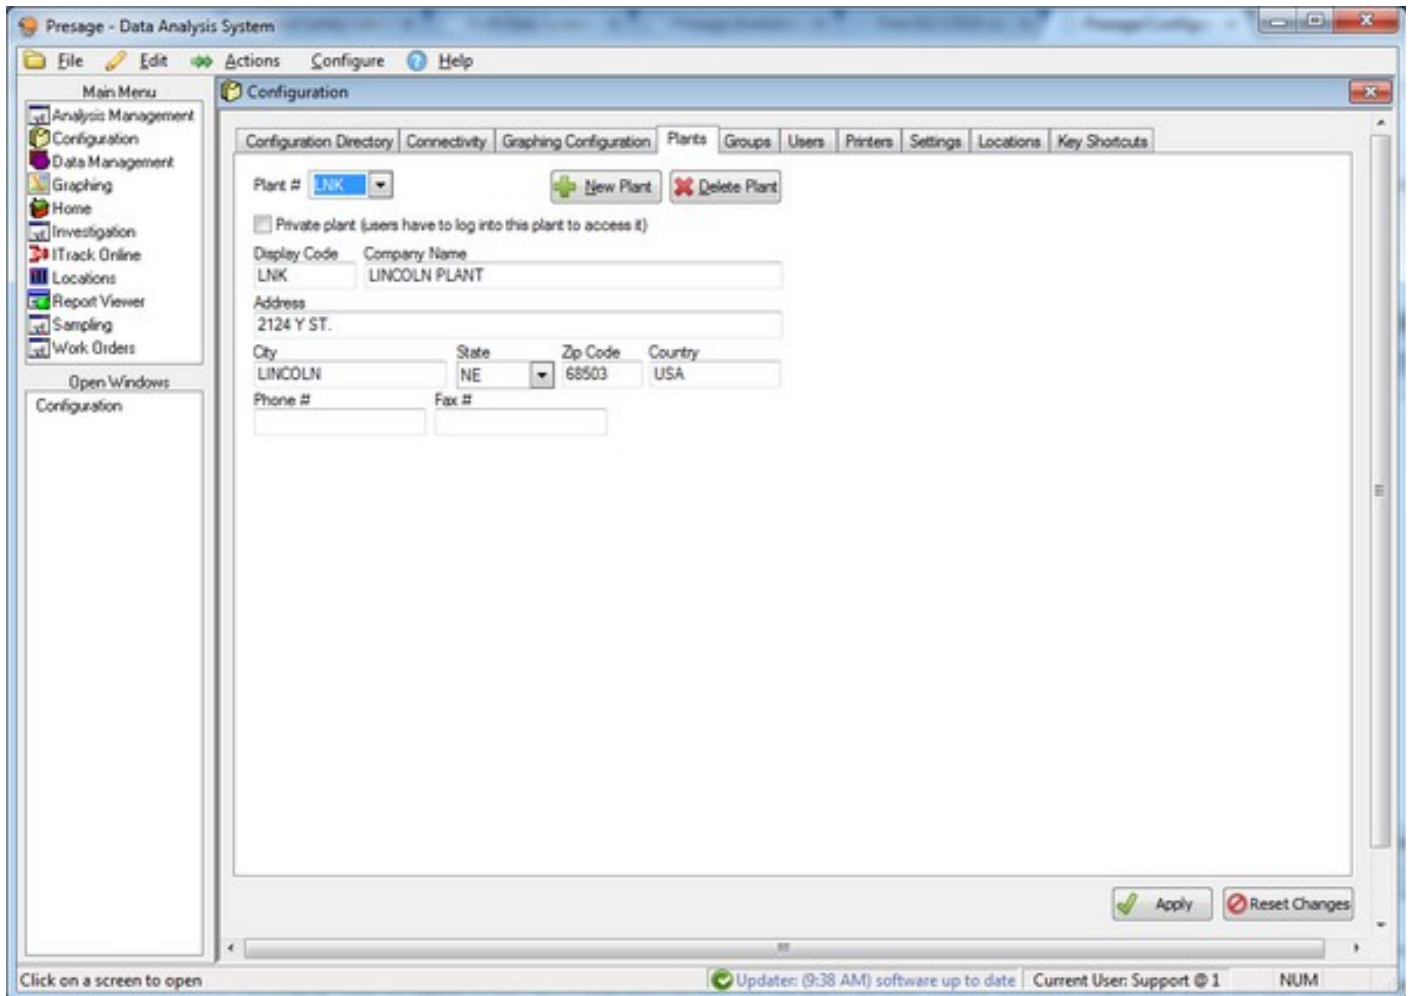 Presage - Data Analysis System
File Edit Actions Configure Help
Main Menu
Analysis Management
Configuration
Data Management
Graphing
Home
Investigation
ITrack Online
Locations
Report Viewer
Sampling
Work Orders
Open Windows
Configuration
Configuration
Configuration Directory Connectivity Graphing Configuration Plants Groups Users Printers Settings Locations Key Shortcuts
Plant # LNK New Plant Delete Plant
Private plant (users have to log into this plant to access it)
Display Code Company Name
LNK LINCOLN PLANT
Address
2124 Y ST.
City State Zip Code Country
LINCOLN NE 68503 USA
Phone # Fax #
Apply Reset Changes
Click on a screen to open Updater: (9:38 AM) software up to date Current User: Support @ 1 NUM